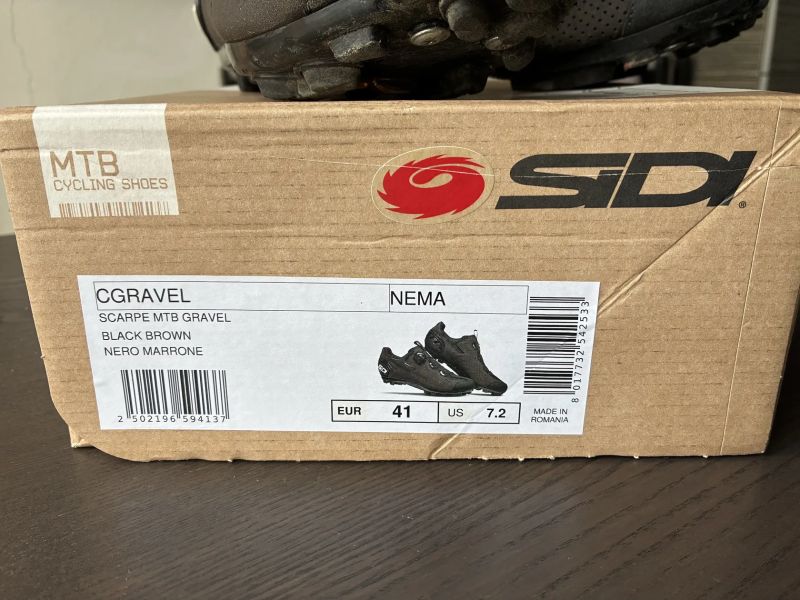 MTB
CYCLING SHOES
SIDI®
CGRAVEL NEMA
SCARPE MTB GRAVEL
BLACK BROWN
NERO MARRONE
2 502196 594137
EUR 41 US 7.2
MADE IN
ROMANIA
8 017732 542533